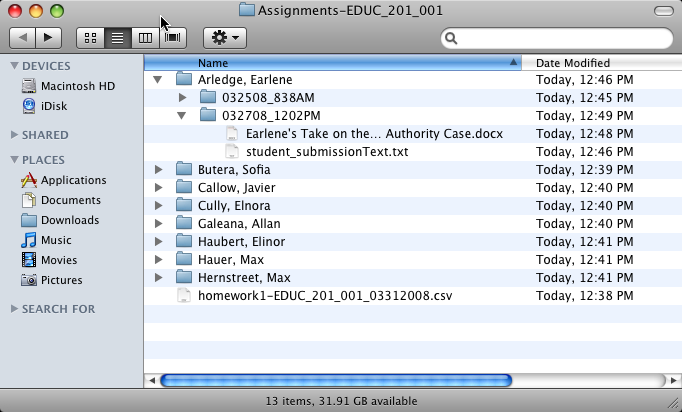 Assignments-EDUC_201_001
Name Date Modified
DEVICES
Macintosh HD
iDisk
SHARED
PLACES
Applications
Documents
Downloads
Music
Movies
Pictures
SEARCH FOR
Arledge, Earlene Today, 12:46 PM
032508_838AM Today, 12:45 PM
032708_1202PM Today, 12:49 PM
Earlene's Take on the... Authority Case.docx Today, 12:48 PM
student_submissionText.txt Today, 12:46 PM
Butera, Sofia Today, 12:39 PM
Callow, Javier Today, 12:40 PM
Cully, Elnora Today, 12:40 PM
Galeana, Allan Today, 12:40 PM
Haubert, Elinor Today, 12:41 PM
Hauer, Max Today, 12:41 PM
Hernstreet, Max Today, 12:41 PM
homework1-EDUC_201_001_03312008.csv Today, 12:38 PM
13 items, 31.91 GB available